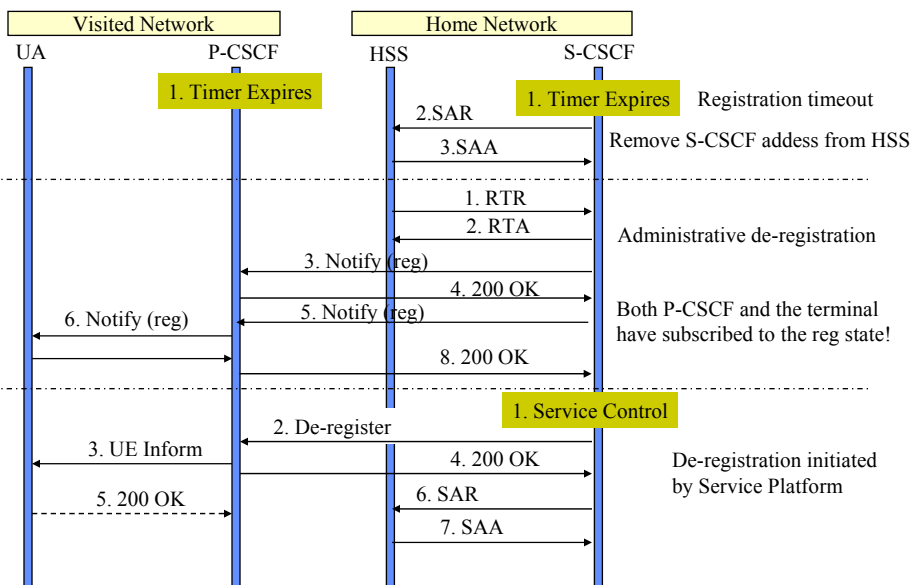 Visited Network
Home Network
UA
P-CSCF
HSS
S-CSCF
1. Timer Expires
1. Timer Expires
Registration timeout
2.SAR
Remove S-CSCF addess from HSS
3.SAA
1. RTR
2. RTA
Administrative de-registration
3. Notify (reg)
4. 200 OK
5. Notify (reg)
Both P-CSCF and the terminal
have subscribed to the reg state!
6. Notify (reg)
8. 200 OK
1. Service Control
2. De-register
3. UE Inform
4. 200 OK
De-registration initiated
by Service Platform
5. 200 OK
6. SAR
7. SAA